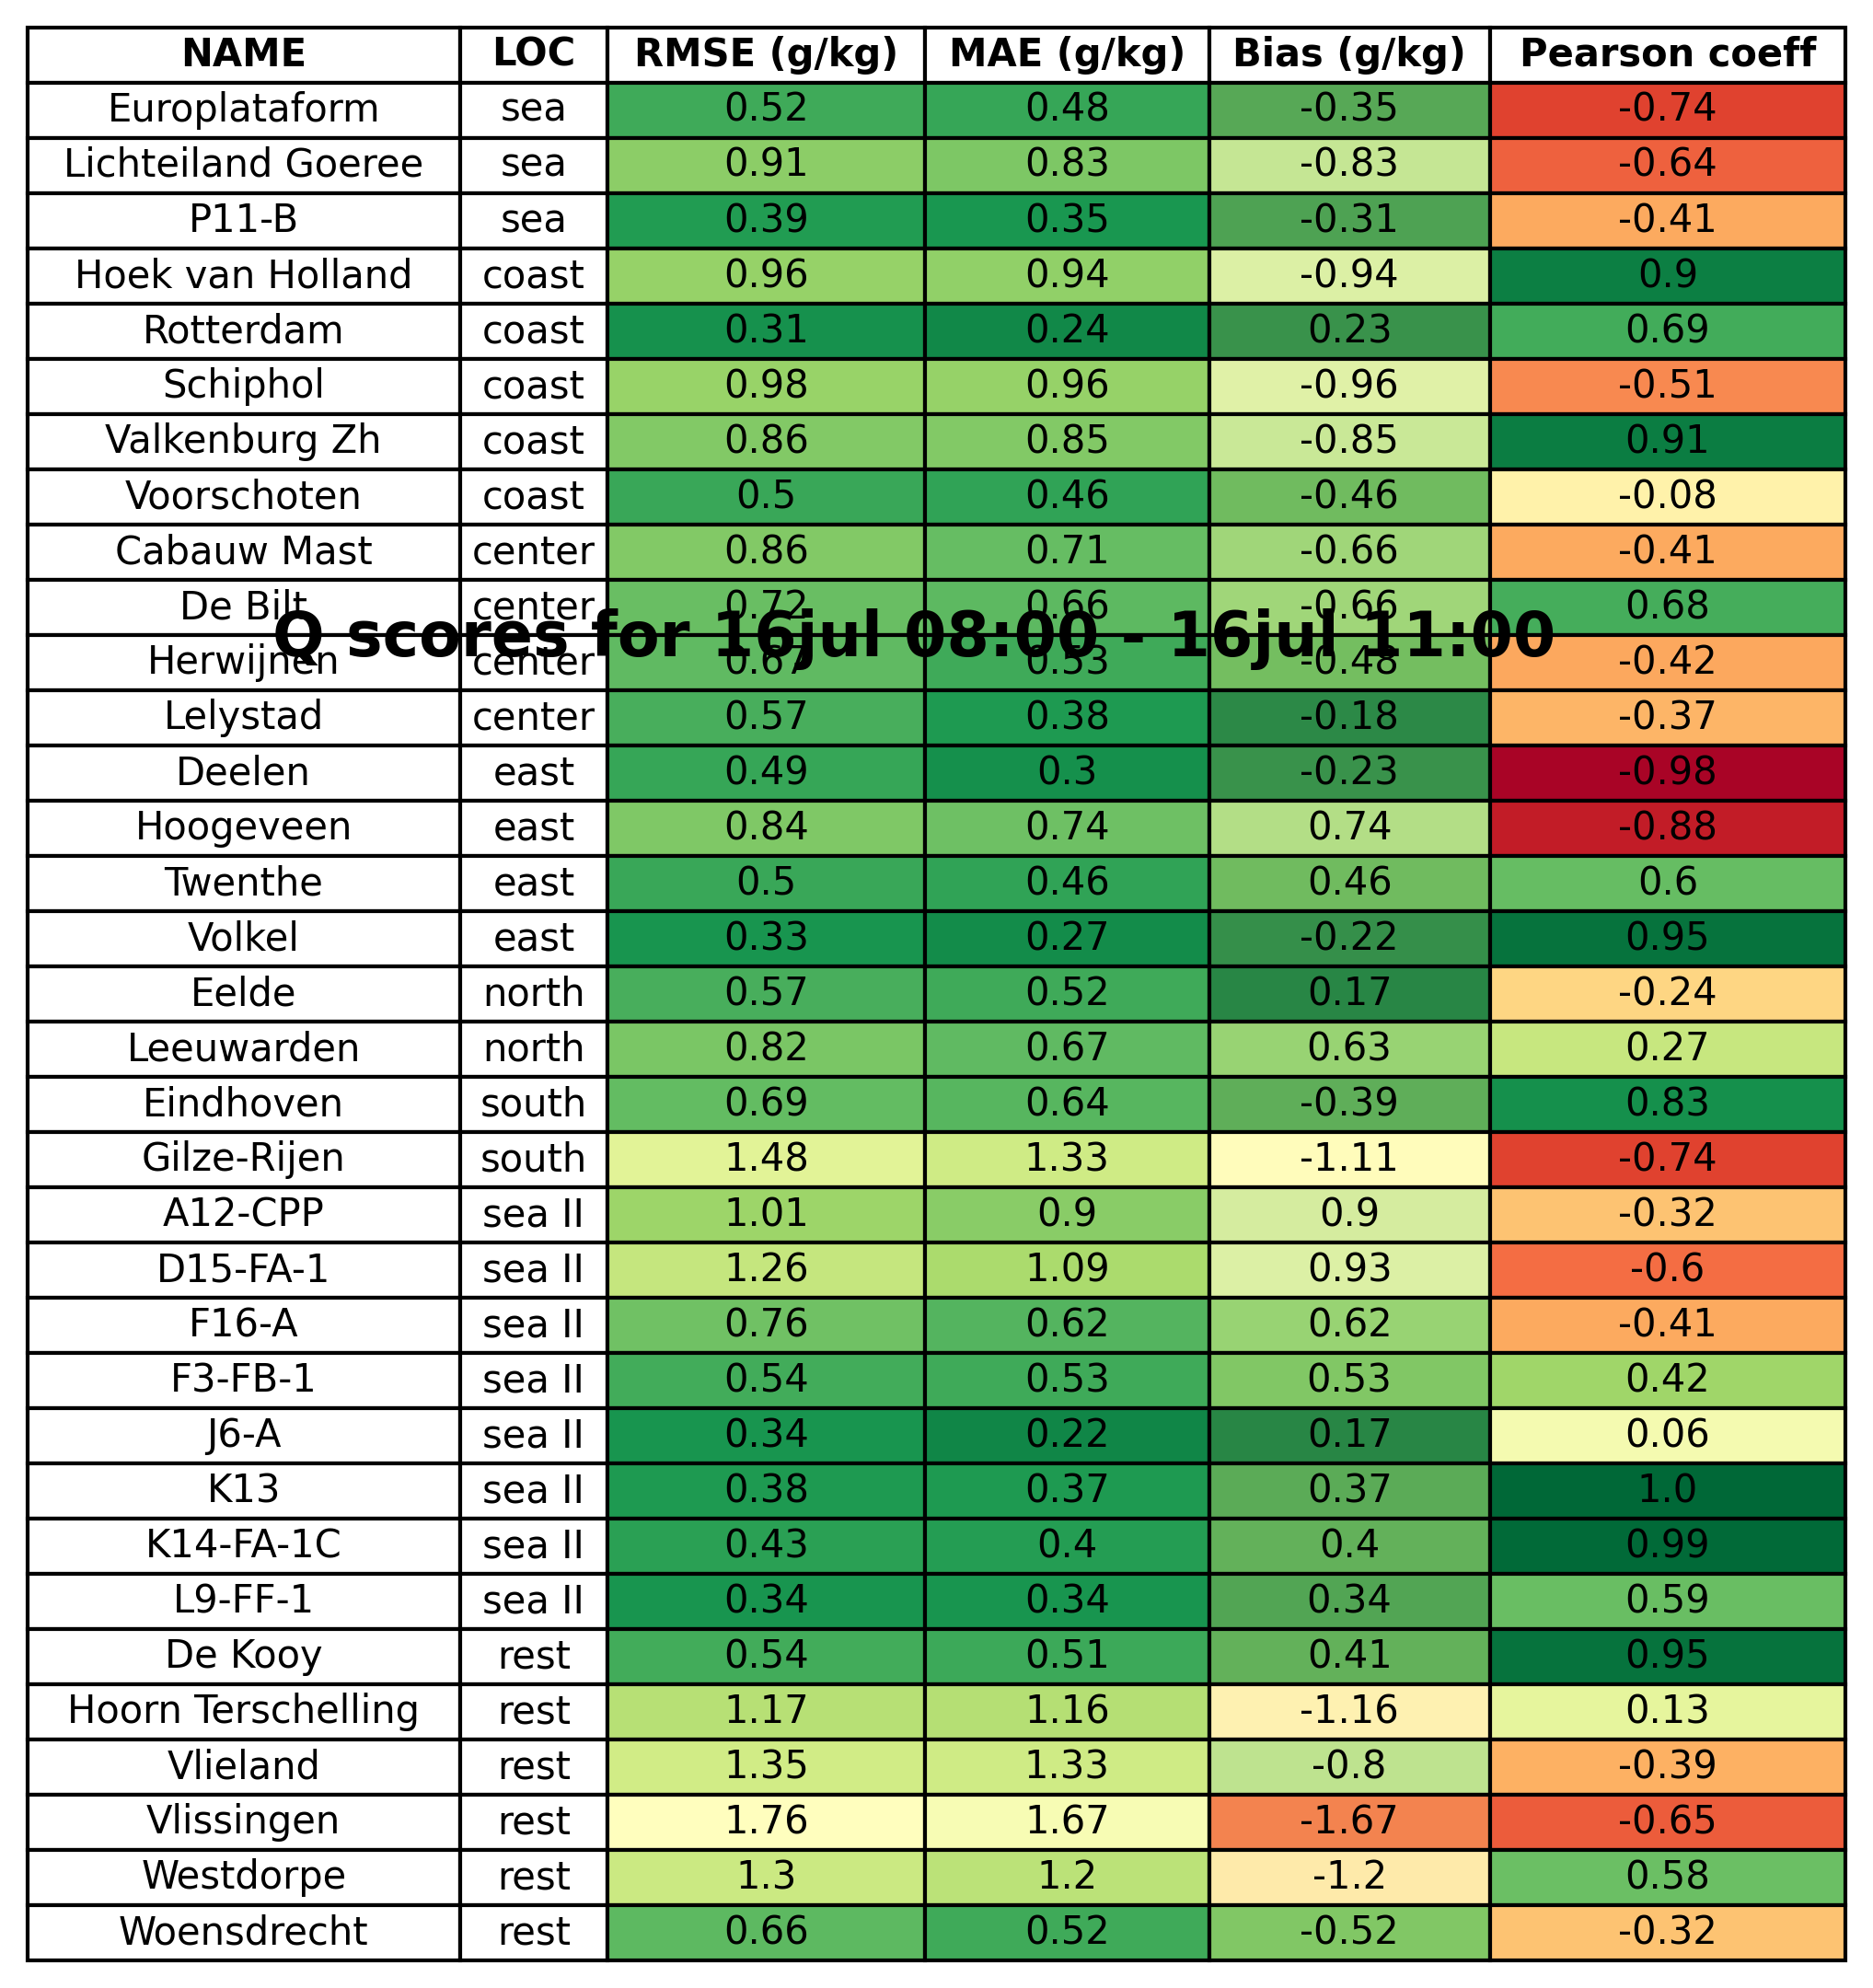 NAME LOC RMSE (g/kg) MAE (g/kg) Bias (g/kg) Pearson coeff
Europlataform sea 0.52 0.48 -0.35 -0.74
Lichteiland Goeree sea 0.91 0.83 -0.83 -0.64
P11-B sea 0.39 0.35 -0.31 -0.41
Hoek van Holland coast 0.96 0.94 -0.94 0.9
Rotterdam coast 0.31 0.24 0.23 0.69
Schiphol coast 0.98 0.96 -0.96 -0.51
Valkenburg Zh coast 0.86 0.85 -0.85 0.91
Voorschoten coast 0.5 0.46 -0.46 -0.08
Cabauw Mast center 0.86 0.71 -0.66 -0.41
De Bilt center 0.72 0.66 -0.66 0.68
Q scores for 16jul 08:00 - 16jul 11:00
Herwijnen center 0.67 0.53 -0.48 -0.42
Lelystad center 0.57 0.38 -0.18 -0.37
Deelen east 0.49 0.3 -0.23 -0.98
Hoogeveen east 0.84 0.74 0.74 -0.88
Twenthe east 0.5 0.46 0.46 0.6
Volkel east 0.33 0.27 -0.22 0.95
Eelde north 0.57 0.52 0.17 -0.24
Leeuwarden north 0.82 0.67 0.63 0.27
Eindhoven south 0.69 0.64 -0.39 0.83
Gilze-Rijen south 1.48 1.33 -1.11 -0.74
A12-CPP sea II 1.01 0.9 0.9 -0.32
D15-FA-1 sea II 1.26 1.09 0.93 -0.6
F16-A sea II 0.76 0.62 0.62 -0.41
F3-FB-1 sea II 0.54 0.53 0.53 0.42
J6-A sea II 0.34 0.22 0.17 0.06
K13 sea II 0.38 0.37 0.37 1.0
K14-FA-1C sea II 0.43 0.4 0.4 0.99
L9-FF-1 sea II 0.34 0.34 0.34 0.59
De Kooy rest 0.54 0.51 0.41 0.95
Hoorn Terschelling rest 1.17 1.16 -1.16 0.13
Vlieland rest 1.35 1.33 -0.8 -0.39
Vlissingen rest 1.76 1.67 -1.67 -0.65
Westdorpe rest 1.3 1.2 -1.2 0.58
Woensdrecht rest 0.66 0.52 -0.52 -0.32